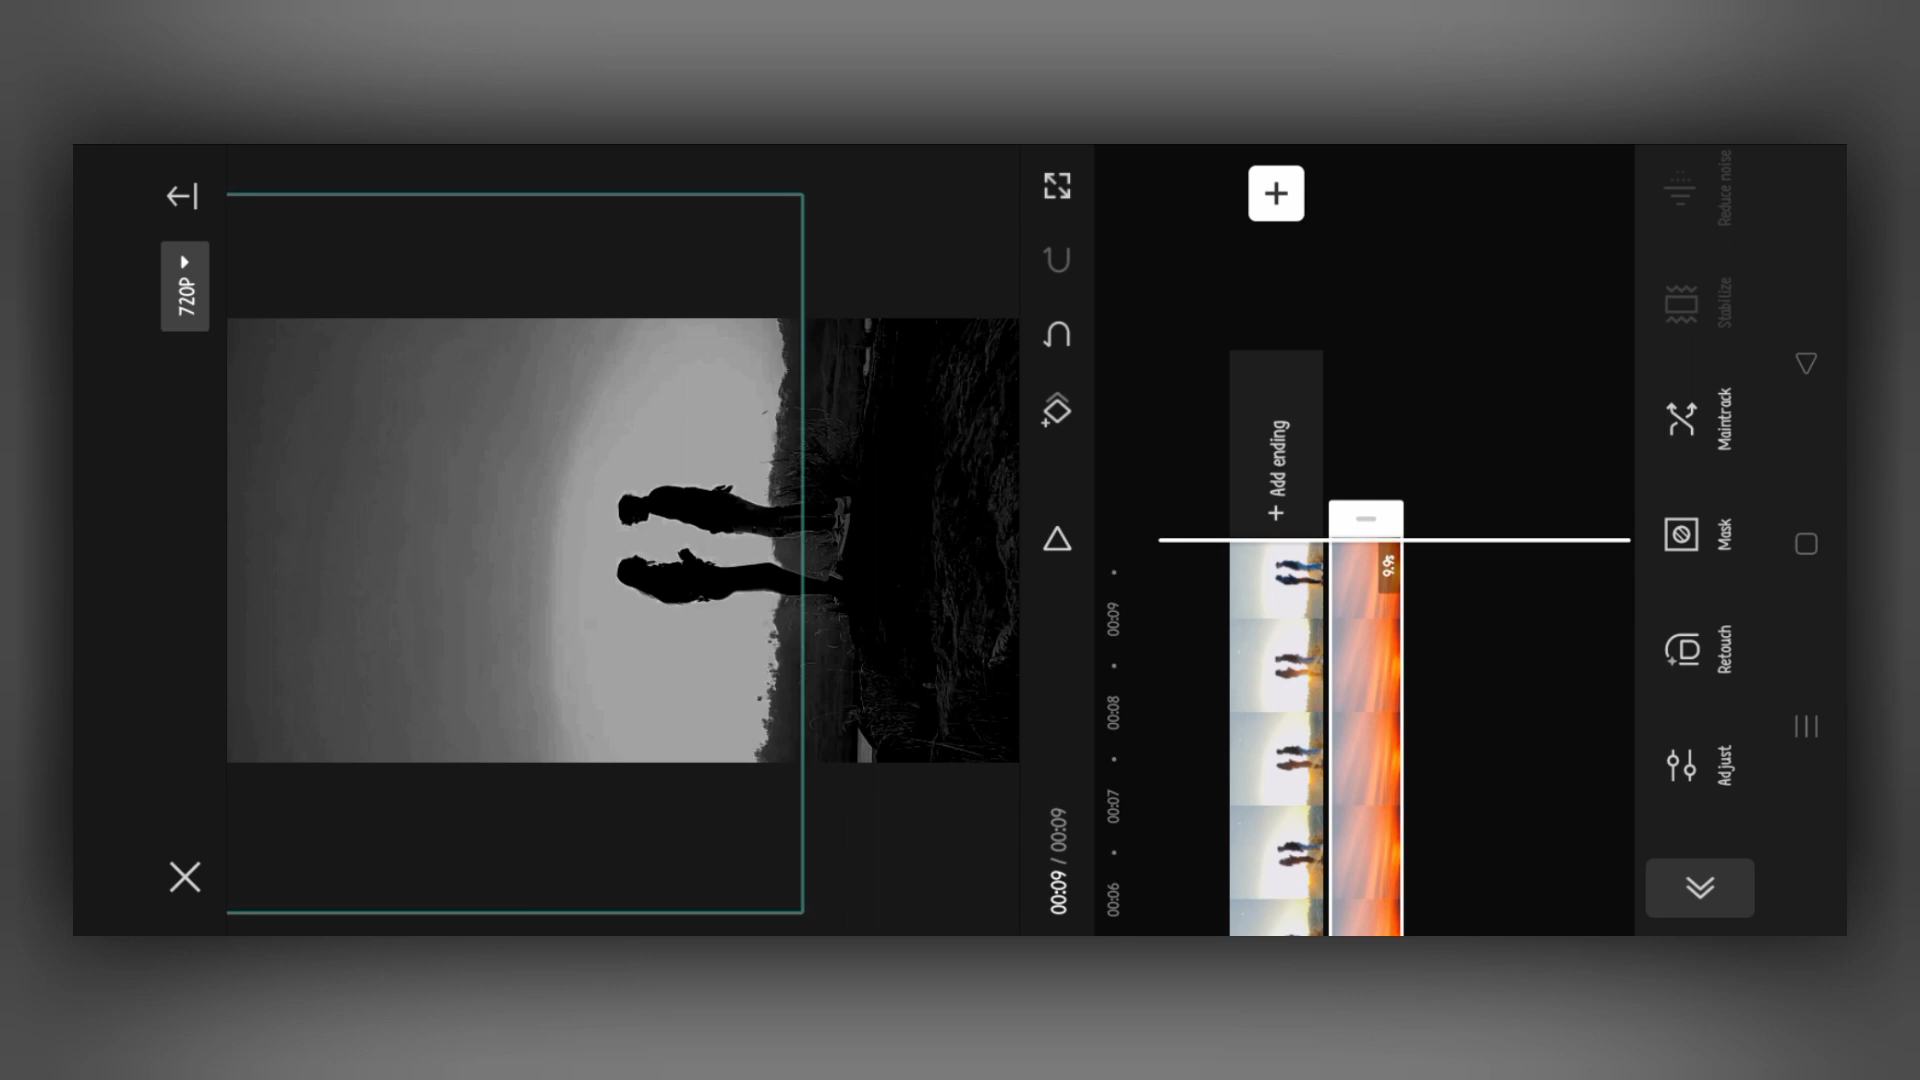 720P
00:09 / 00:09
00:06 • 00:07 • 00:08 • 00:09 •
+ Add ending
9.9s
Adjust
Retouch
Mask
Maintrack
Stabilize
Reduce noise